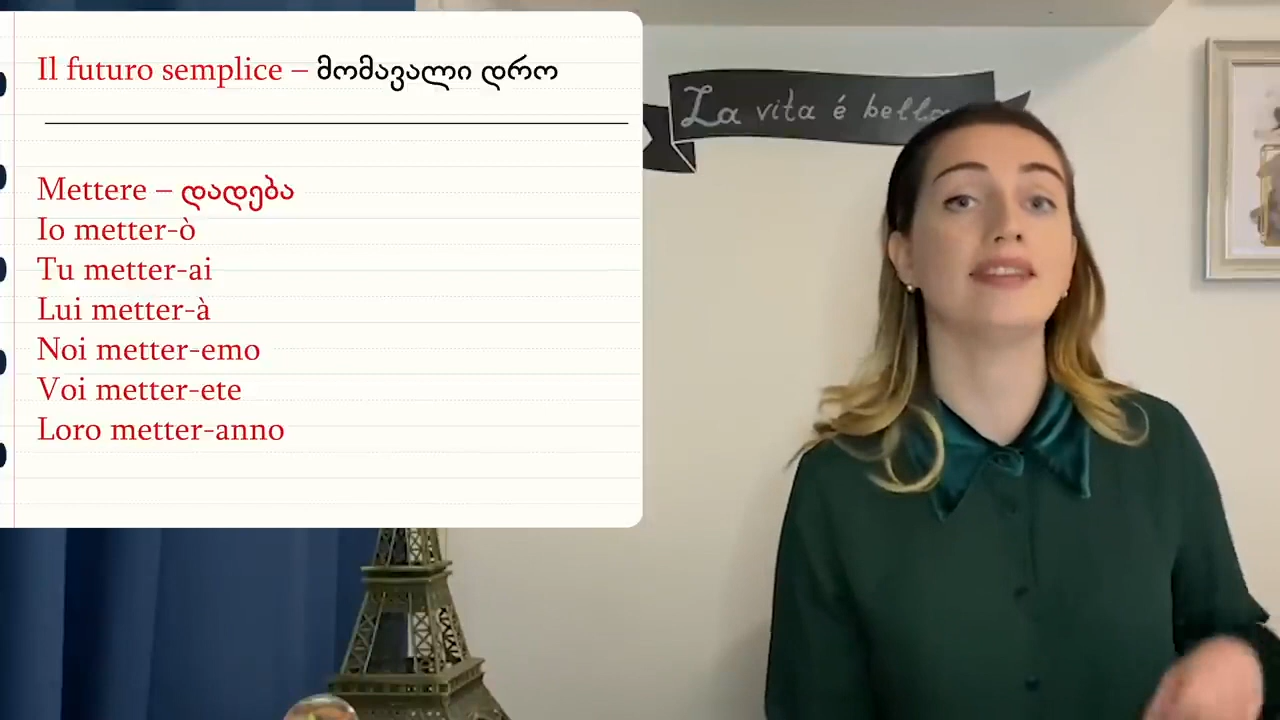 Il futuro semplice – მომავალი დრო
La vita é bella
Mettere – დადება
Io metter-ò
Tu metter-ai
Lui metter-à
Noi metter-emo
Voi metter-ete
Loro metter-anno